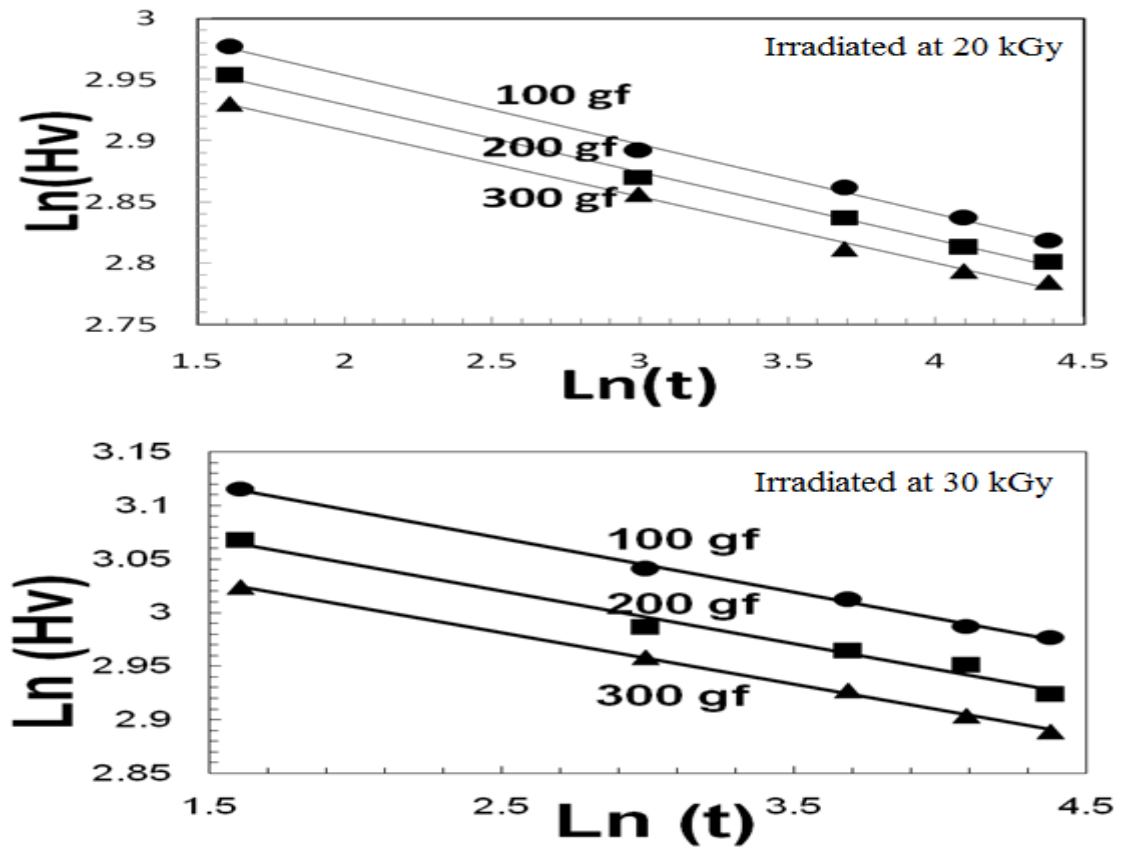 3
Irradiated at 20 kGy
2.95
100 gf
2.9
200 gf
2.85
300 gf
2.8
2.75
Ln(Hv)
1.5 2 2.5 3 3.5 4 4.5
Ln(t)
3.15
Irradiated at 30 kGy
3.1
100 gf
3.05
200 gf
3
2.95
300 gf
2.9
2.85
Ln (Hv)
1.5 2.5 3.5 4.5
Ln (t)